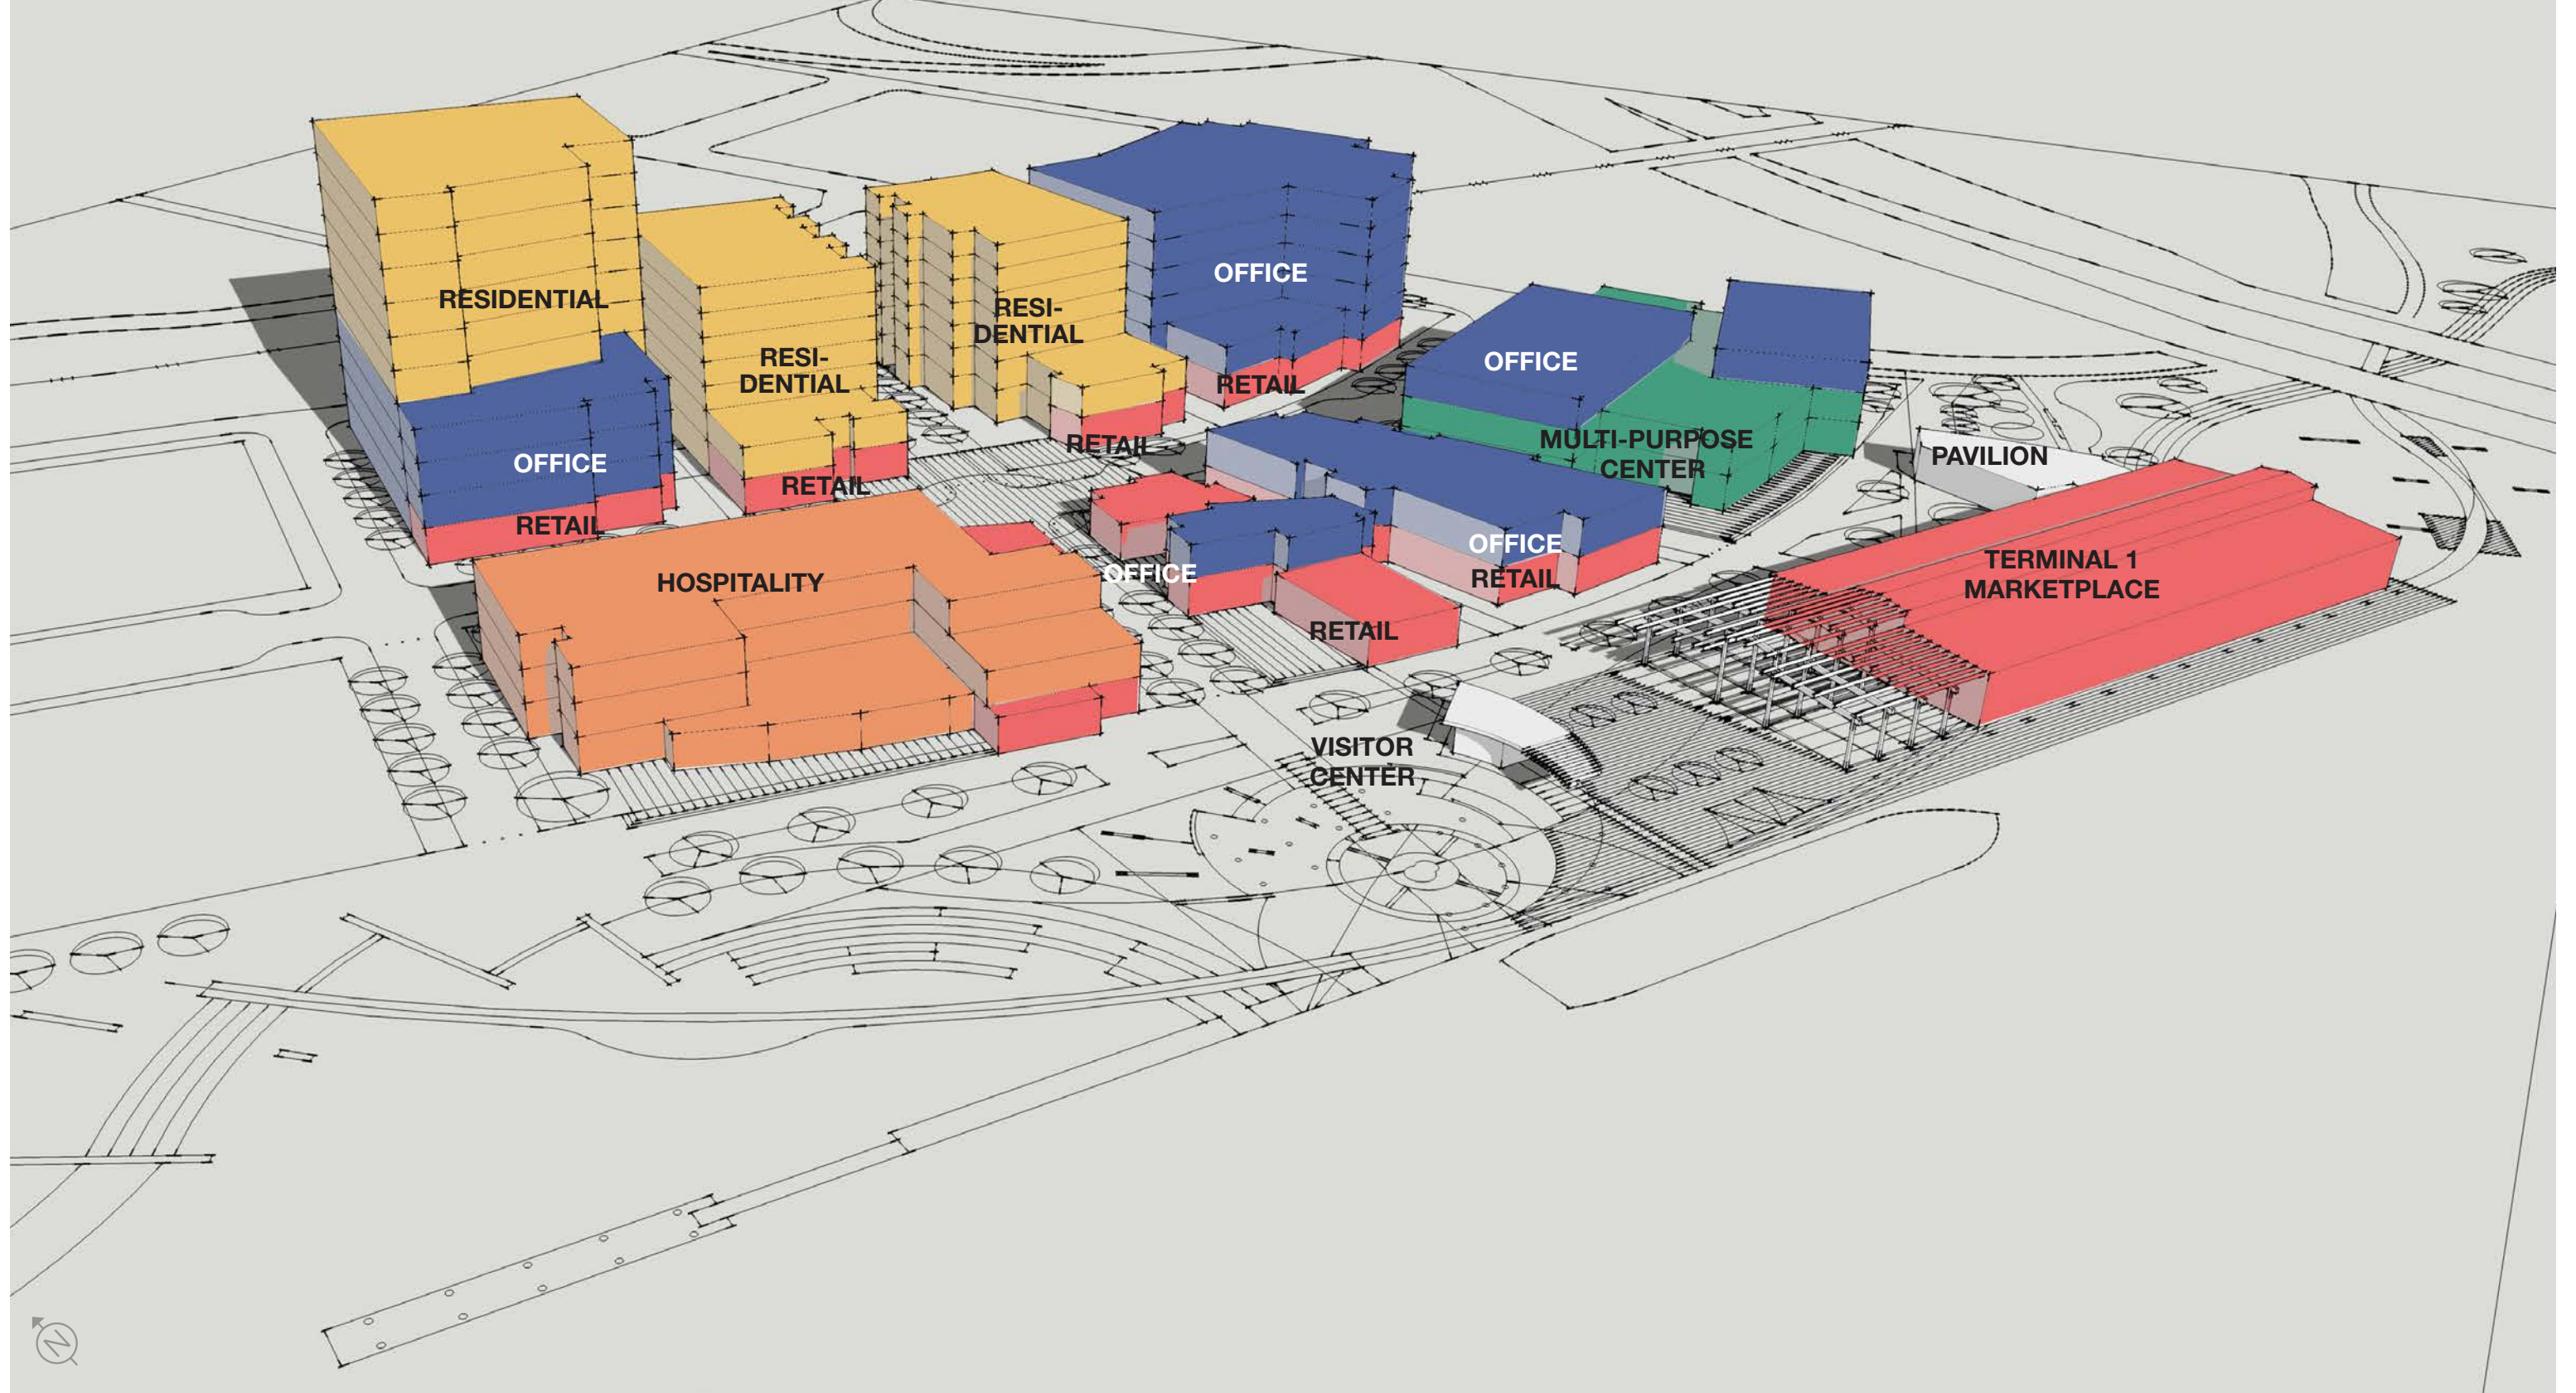 OFFICE
RESIDENTIAL
RESI-
DENTIAL
RESI-
DENTIAL
OFFICE
RETAIL
MULTI-PURPOSE
CENTER
RETAIL
PAVILION
OFFICE
RETAIL
RETAIL
OFFICE
RETAIL
OFFICE
HOSPITALITY
TERMINAL 1
MARKETPLACE
RETAIL
VISITOR
CENTER
N